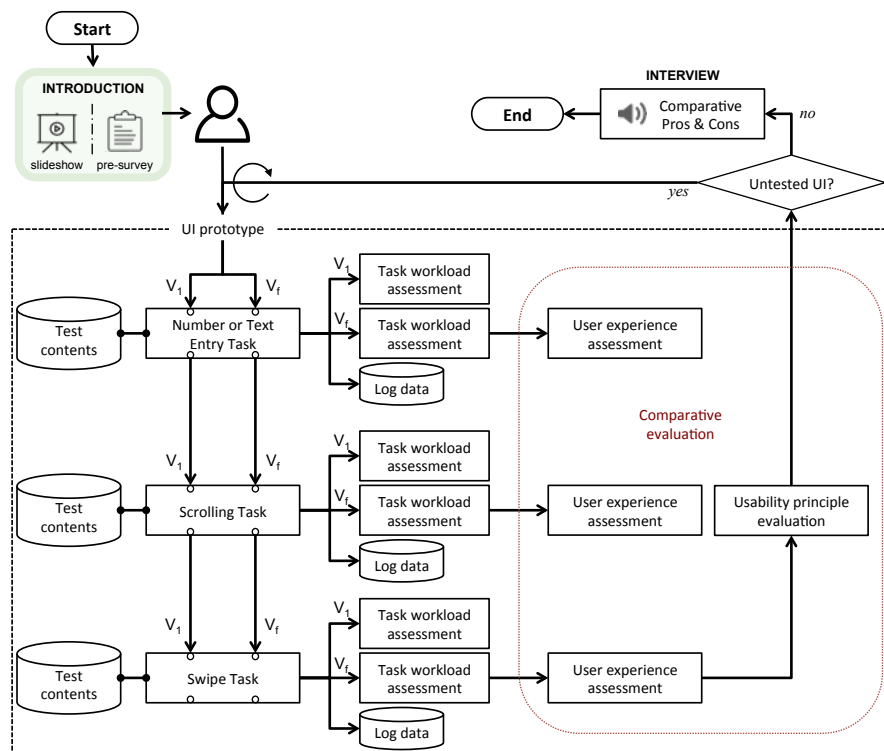 Start
INTRODUCTION
slideshow
pre-survey
INTERVIEW
End
Comparative
Pros & Cons
no
yes
Untested UI?
UI prototype
V1
Vf
Test
contents
Number or Text
Entry Task
V1
Task workload
assessment
Vf
Task workload
assessment
Log data
User experience
assessment
Comparative
evaluation
V1
Vf
Test
contents
Scrolling Task
V1
Task workload
assessment
Vf
Task workload
assessment
Log data
User experience
assessment
Usability principle
evaluation
V1
Vf
Test
contents
Swipe Task
V1
Task workload
assessment
Vf
Task workload
assessment
Log data
User experience
assessment